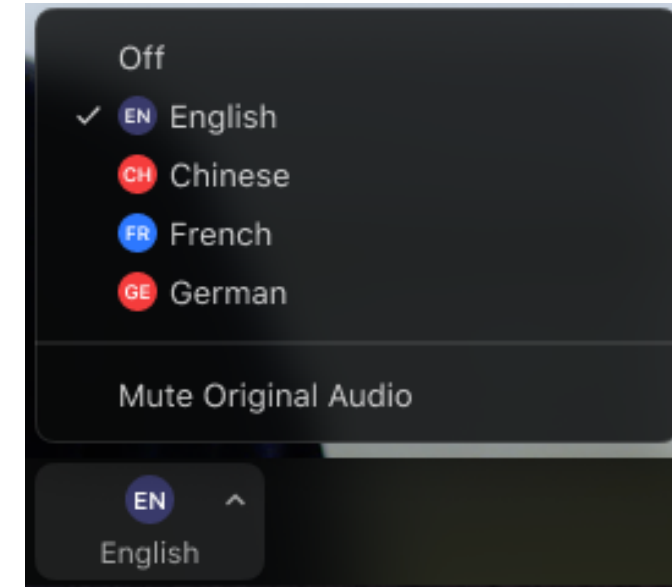 Off
EN English
CH Chinese
FR French
GE German
Mute Original Audio
EN
English